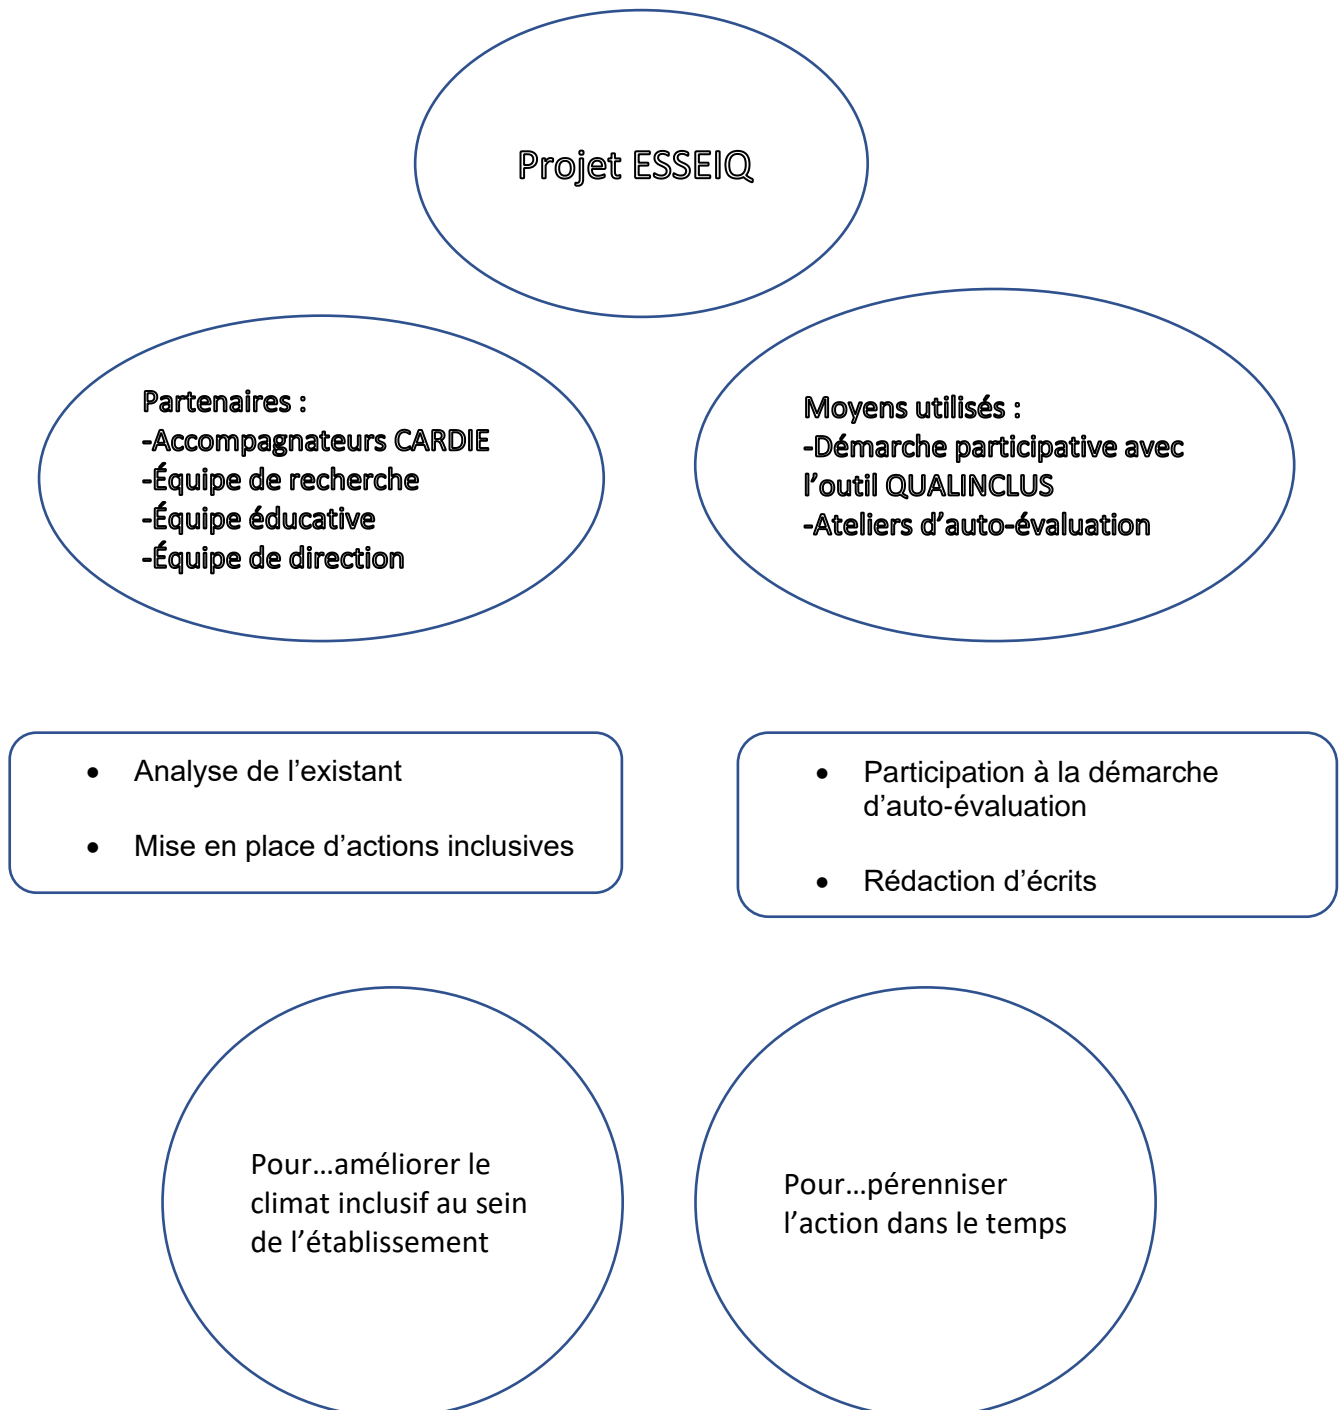 Projet ESSEIQ
Partenaires :
-Accompagnateurs CARDIE
-Équipe de recherche
-Équipe éducative
-Équipe de direction
Moyens utilisés :
-Démarche participative avec
l’outil QUALINCLUS
-Ateliers d’auto-évaluation
• Analyse de l’existant
• Mise en place d’actions inclusives
• Participation à la démarche
d’auto-évaluation
• Rédaction d’écrits
Pour…améliorer le
climat inclusif au sein
de l’établissement
Pour…pérenniser
l’action dans le temps